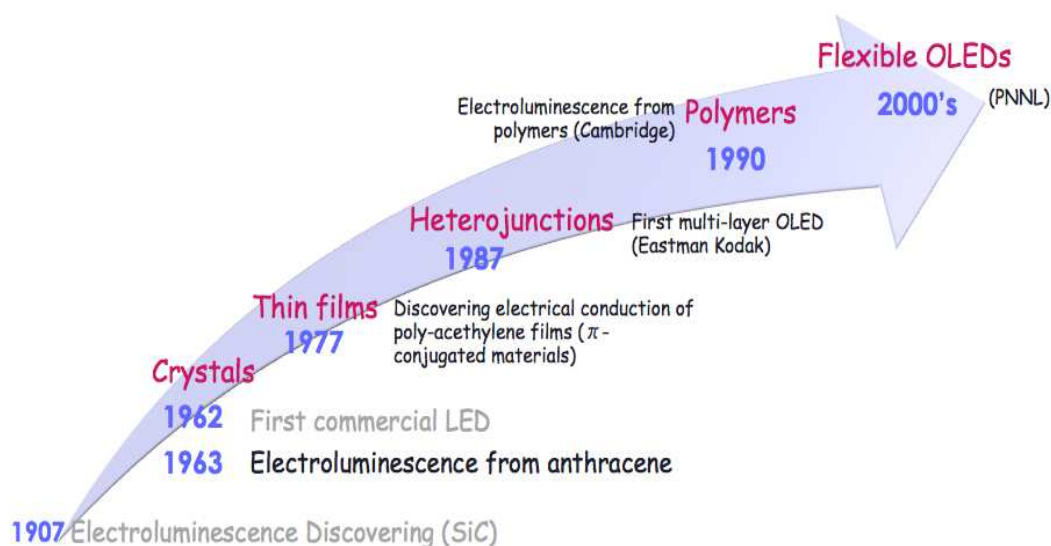 Flexible OLEDs
2000's
(PNNL)
Electroluminescence from
polymers (Cambridge)
Polymers
1990
Heterojunctions
1987
First multi-layer OLED
(Eastman Kodak)
Thin films
1977
Discovering electrical conduction of
poly-acethylene films (π-
conjugated materials)
Crystals
1962 First commercial LED
1963 Electroluminescence from anthracene
1907 Electroluminescence Discovering (SiC)